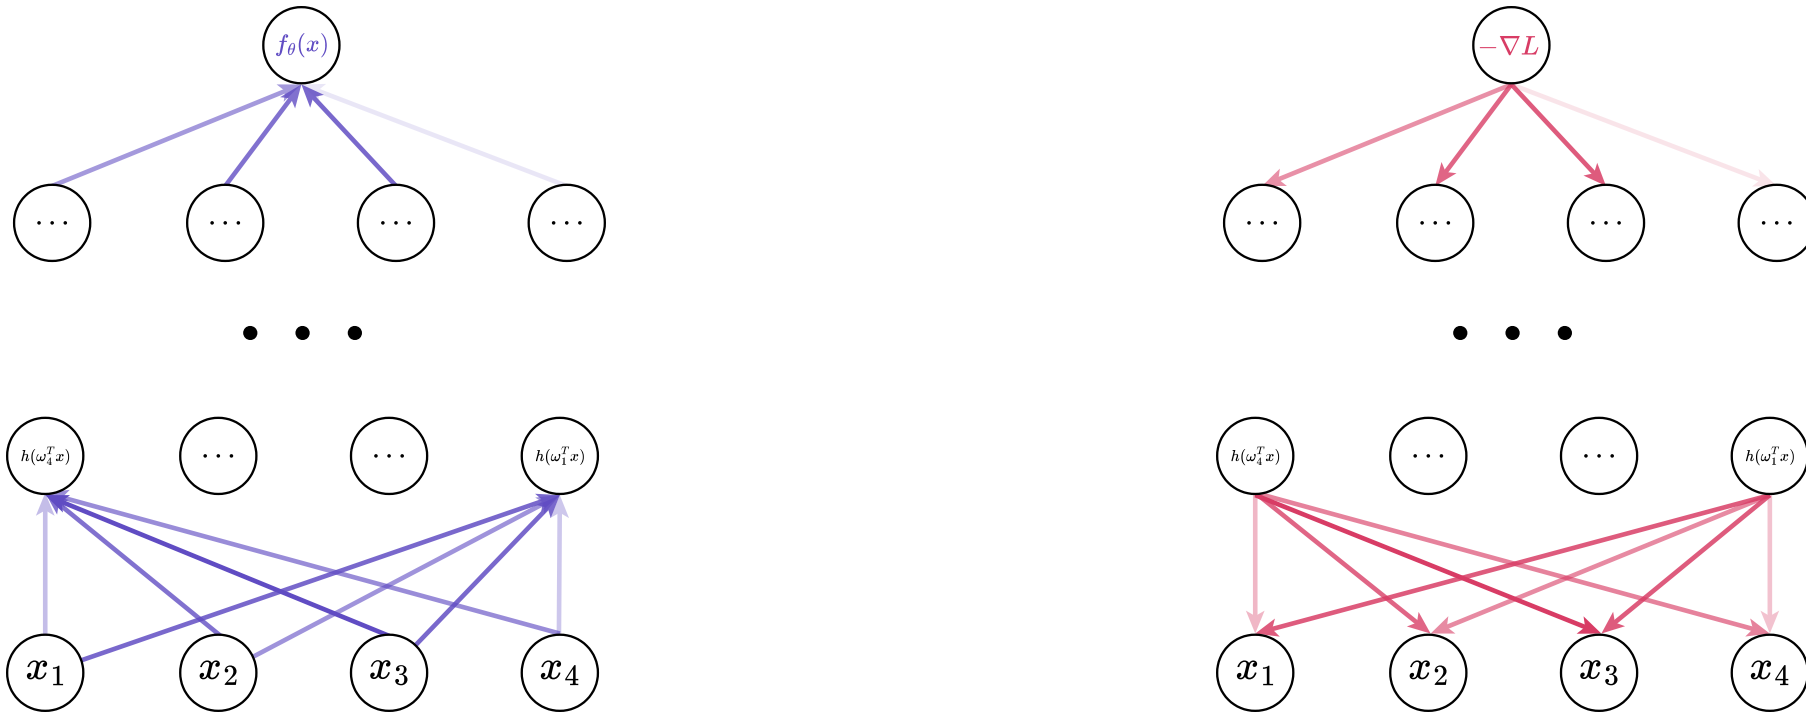 f_θ(x) −∇L
... ... ... ... ... ... ... ...
• • • • • •
h(ω_4^T x) ... ... h(ω_1^T x) h(ω_4^T x) ... ... h(ω_1^T x)
x_1 x_2 x_3 x_4 x_1 x_2 x_3 x_4